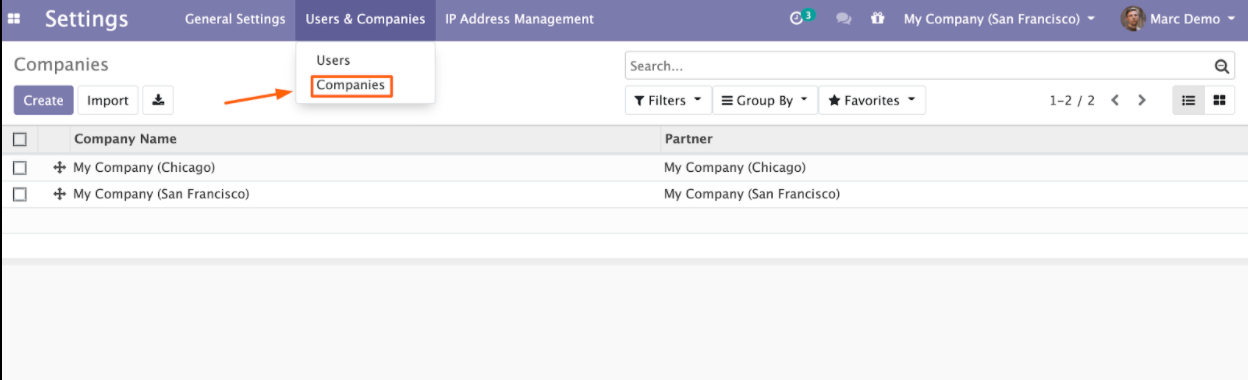 Settings General Settings Users & Companies IP Address Management 3 My Company (San Francisco) Marc Demo
Users
Companies
Companies
Search...
Create Import
Filters Group By Favorites 1-2 / 2
Company Name Partner
My Company (Chicago) My Company (Chicago)
My Company (San Francisco) My Company (San Francisco)